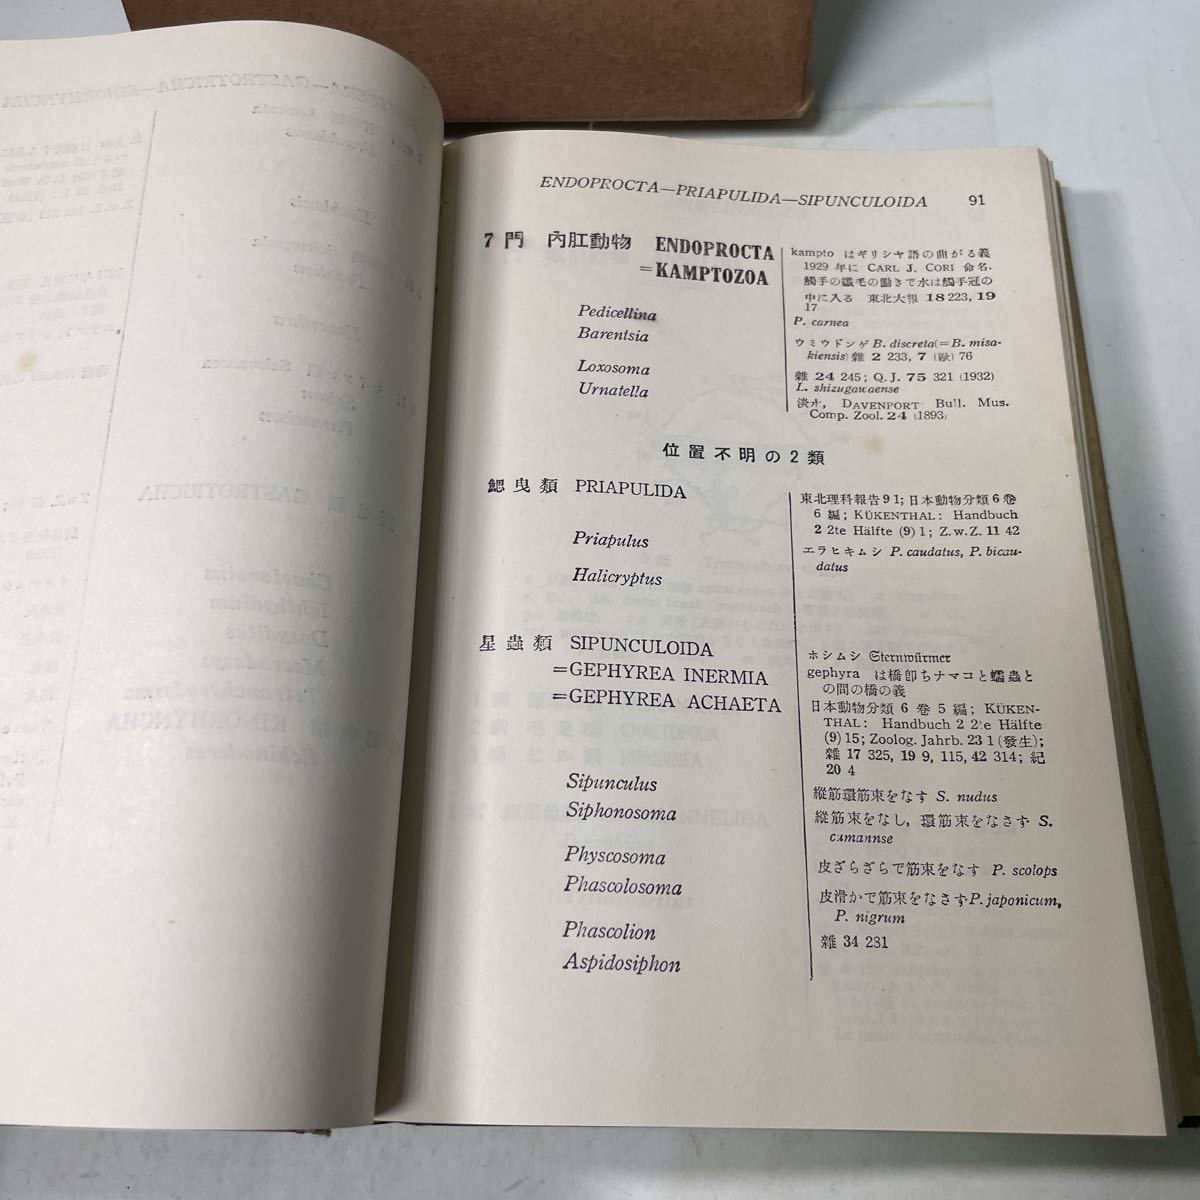 ENDOPROCTA—PRIAPULIDA—SIPUNCULOIDA 91
7 門 內肛動物 ENDOPROCTA
=KAMPTOZOA
Pedicellina
Barentsia
Loxosoma
Urnatella
kampto はギリシヤ語の曲がる義
1929 年に CARL J. CORI 命名.
觸手の纖毛の働きで水は觸手冠の
中に入る 東北大報 18 223, 19
17
P. carnea
ウミウドンゲ B. discreta(=B. misa-
kiensis) 雜 2 233, 7 (歐) 76
雜 24 245; Q.J. 75 321 (1932)
L. shizugawaense
淡水, DAVENPORT Bull. Mus.
Comp. Zool. 24 (1893)
位置不明の2類
鰓曳類 PRIAPULIDA
Priapulus
Halicryptus
東北理科報告 9 1; 日本動物分類 6 卷
6 編; KÜKENTHAL: Handbuch
2 2te Hälfte (9) 1; Z.w.Z. 11 42
エラヒキムシ P. caudatus, P. bicau-
datus
星蟲類 SIPUNCULOIDA
=GEPHYREA INERMIA
=GEPHYREA ACHAETA
Sipunculus
Siphonosoma
Physcosoma
Phascolosoma
Phascolion
Aspidosiphon
ホシムシ Sternwürmer
gephyra は橋卽ちナマコと蠕蟲と
の間の橋の義
日本動物分類 6 卷 5 編; KÜKEN-
THAL: Handbuch 2 2te Hälfte
(9) 15; Zoolog. Jahrb. 23 1 (發生);
雜 17 325, 19 9, 115, 42 314; 紀
20 4
縱筋環筋束をなす S. nudus
縱筋束をなし, 環筋束をなさず S.
cumannse
皮ざらざらで筋束をなす P. scolops
皮滑かで筋束をなさず P. japonicum,
P. nigrum
雜 34 231